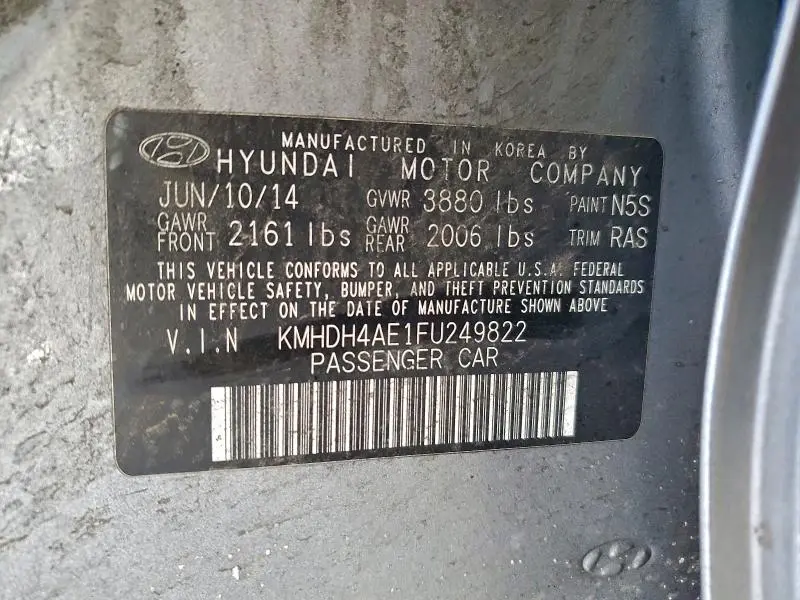 MANUFACTURED IN KOREA BY
HYUNDAI MOTOR COMPANY
JUN/10/14 GVWR 3880 lbs PAINT N5S
GAWR FRONT 2161 lbs GAWR REAR 2006 lbs TRIM RAS
THIS VEHICLE CONFORMS TO ALL APPLICABLE U.S.A. FEDERAL
MOTOR VEHICLE SAFETY, BUMPER, AND THEFT PREVENTION STANDARDS
IN EFFECT ON THE DATE OF MANUFACTURE SHOWN ABOVE.
V.I.N KMHDH4AE1FU249822
PASSENGER CAR